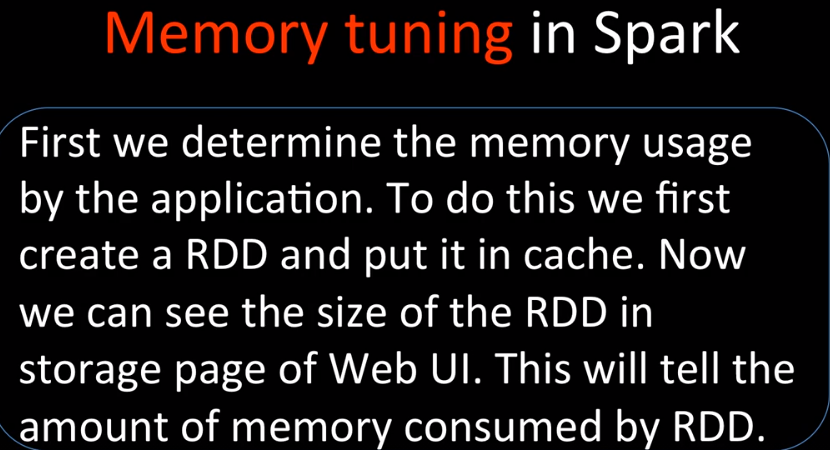 Memory tuning in Spark
First we determine the memory usage
by the application. To do this we first
create a RDD and put it in cache. Now
we can see the size of the RDD in
storage page of Web UI. This will tell the
amount of memory consumed by RDD.